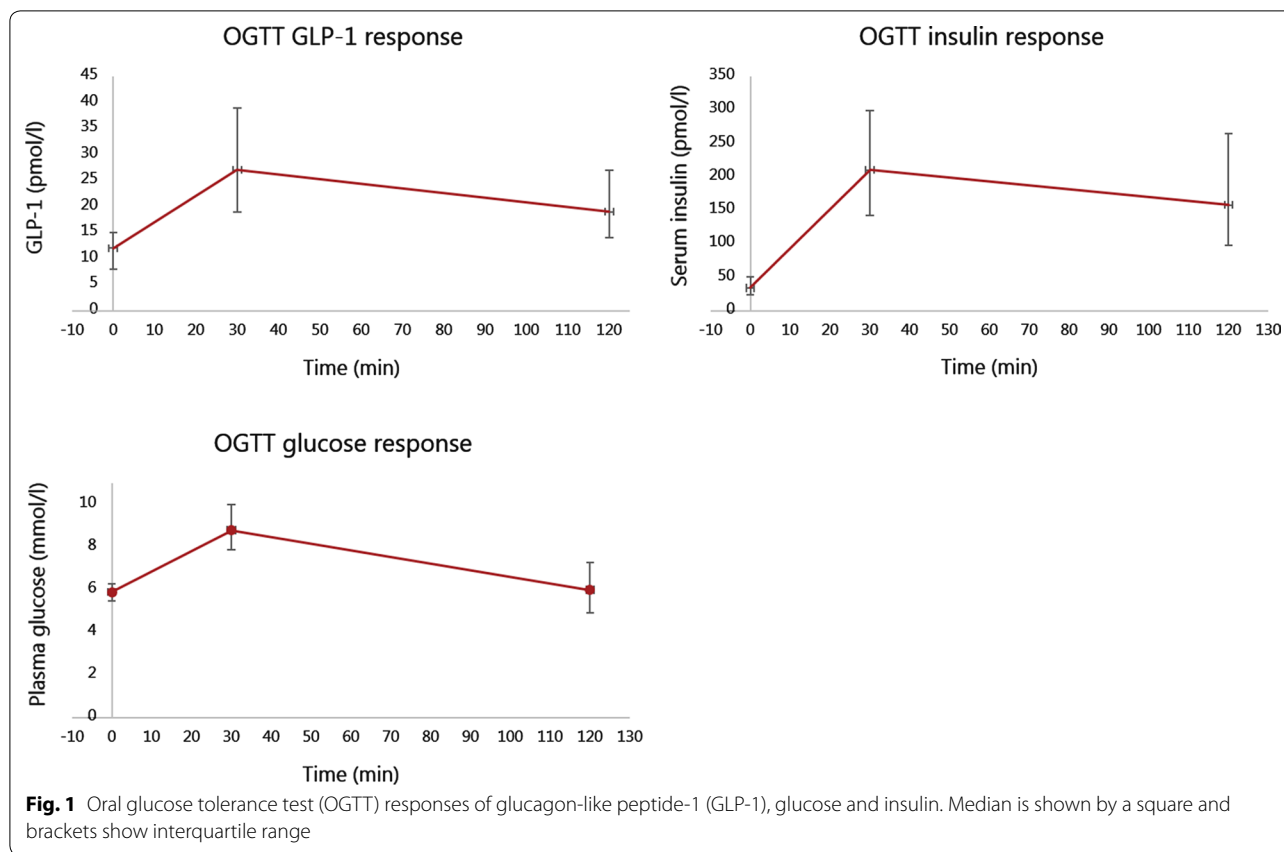 OGTT GLP-1 response
45
40
35
30
25
20
15
10
5
0
GLP-1 (pmol/l)
-10 0 10 20 30 40 50 60 70 80 90 100 110 120
Time (min)
OGTT insulin response
350
300
250
200
150
100
50
0
Serum insulin (pmol/l)
-10 0 10 20 30 40 50 60 70 80 90 100 110 120 130
Time (min)
OGTT glucose response
10
8
6
4
2
0
Plasma glucose (mmol/l)
-10 0 10 20 30 40 50 60 70 80 90 100 110 120 130
Time (min)
Fig. 1 Oral glucose tolerance test (OGTT) responses of glucagon-like peptide-1 (GLP-1), glucose and insulin. Median is shown by a square and
brackets show interquartile range